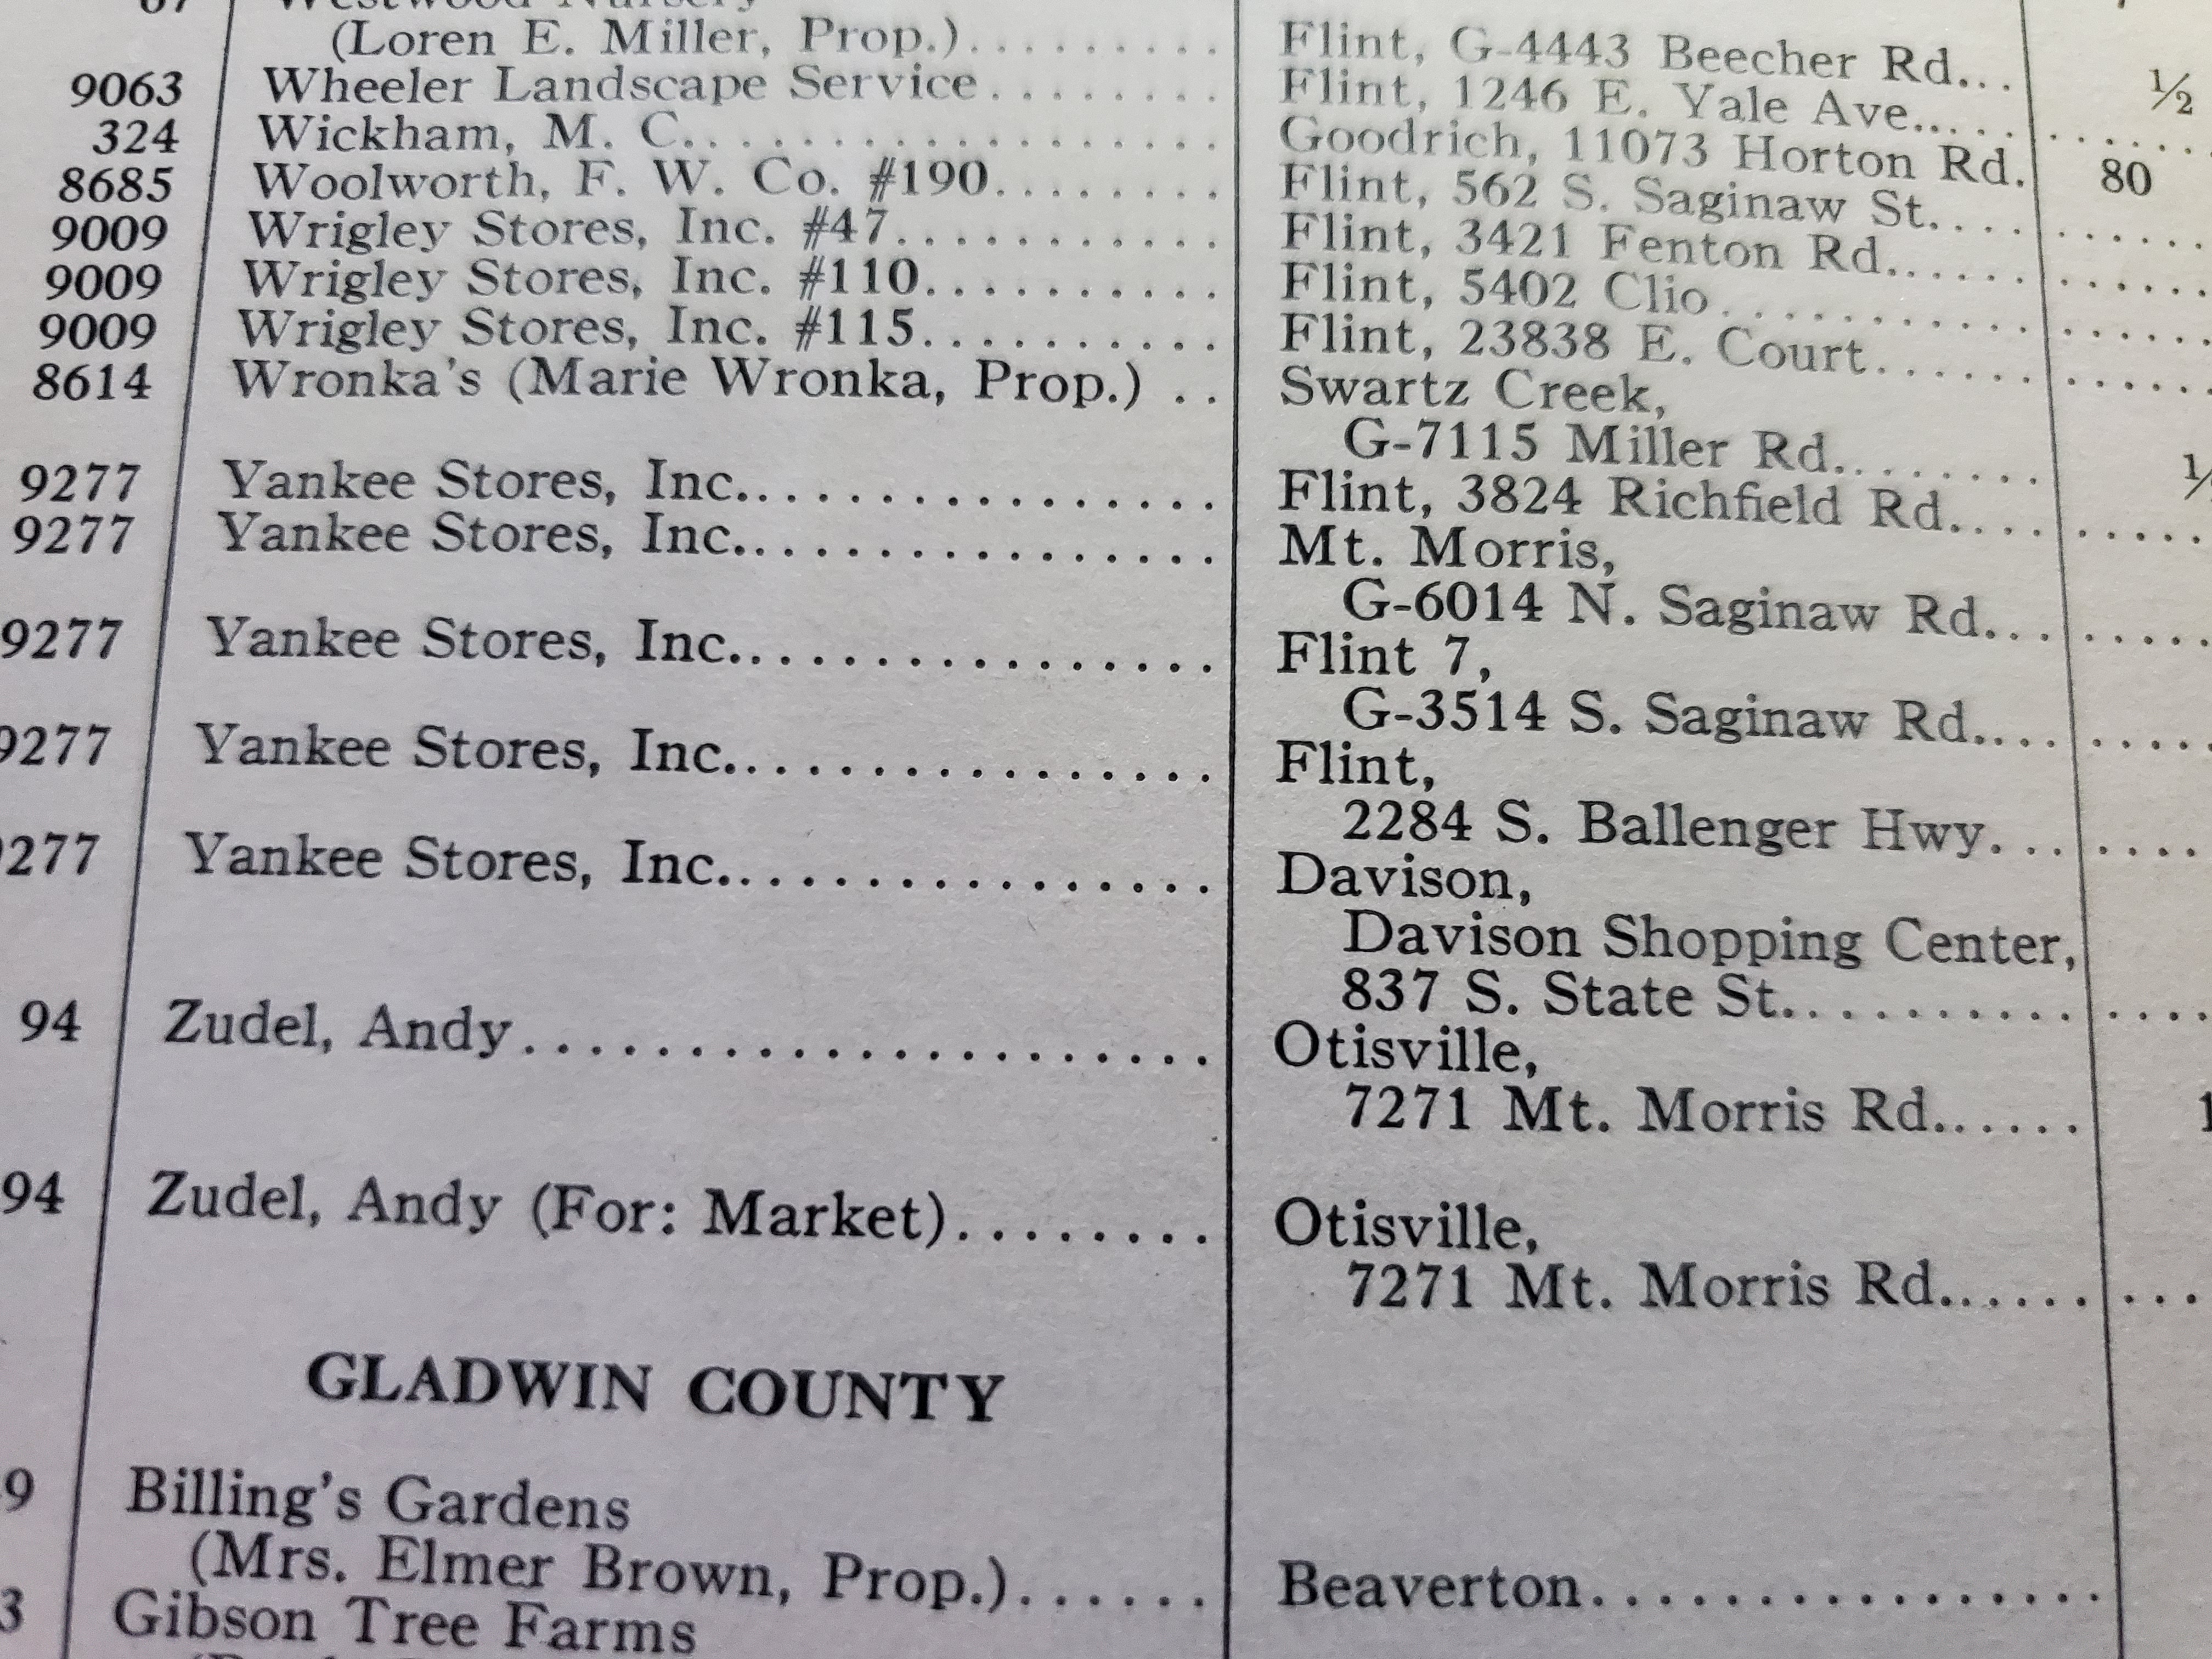 67 Westwood Nursery
(Loren E. Miller, Prop.).......... Flint, G-4443 Beecher Rd... ½
9063 Wheeler Landscape Service......... Flint, 1246 E. Yale Ave.........
324 Wickham, M. C..................... Goodrich, 11073 Horton Rd. 80
8685 Woolworth, F. W. Co. #190........ Flint, 562 S. Saginaw St.........
9009 Wrigley Stores, Inc. #47............. Flint, 3421 Fenton Rd.........
9009 Wrigley Stores, Inc. #110........... Flint, 5402 Clio.................
9009 Wrigley Stores, Inc. #115........... Flint, 23838 E. Court............
8614 Wronka's (Marie Wronka, Prop.) .. Swartz Creek,
G-7115 Miller Rd.........
9277 Yankee Stores, Inc................... Flint, 3824 Richfield Rd.........
9277 Yankee Stores, Inc................... Mt. Morris,
G-6014 N. Saginaw Rd.........
9277 Yankee Stores, Inc................... Flint 7,
G-3514 S. Saginaw Rd.........
9277 Yankee Stores, Inc................... Flint,
2284 S. Ballenger Hwy.........
9277 Yankee Stores, Inc................... Davison,
Davison Shopping Center,
837 S. State St...............
94 Zudel, Andy........................ Otisville,
7271 Mt. Morris Rd....... 1
94 Zudel, Andy (For: Market)......... Otisville,
7271 Mt. Morris Rd.........
GLADWIN COUNTY
9 Billing's Gardens
(Mrs. Elmer Brown, Prop.)....... Beaverton................
3 Gibson Tree Farms